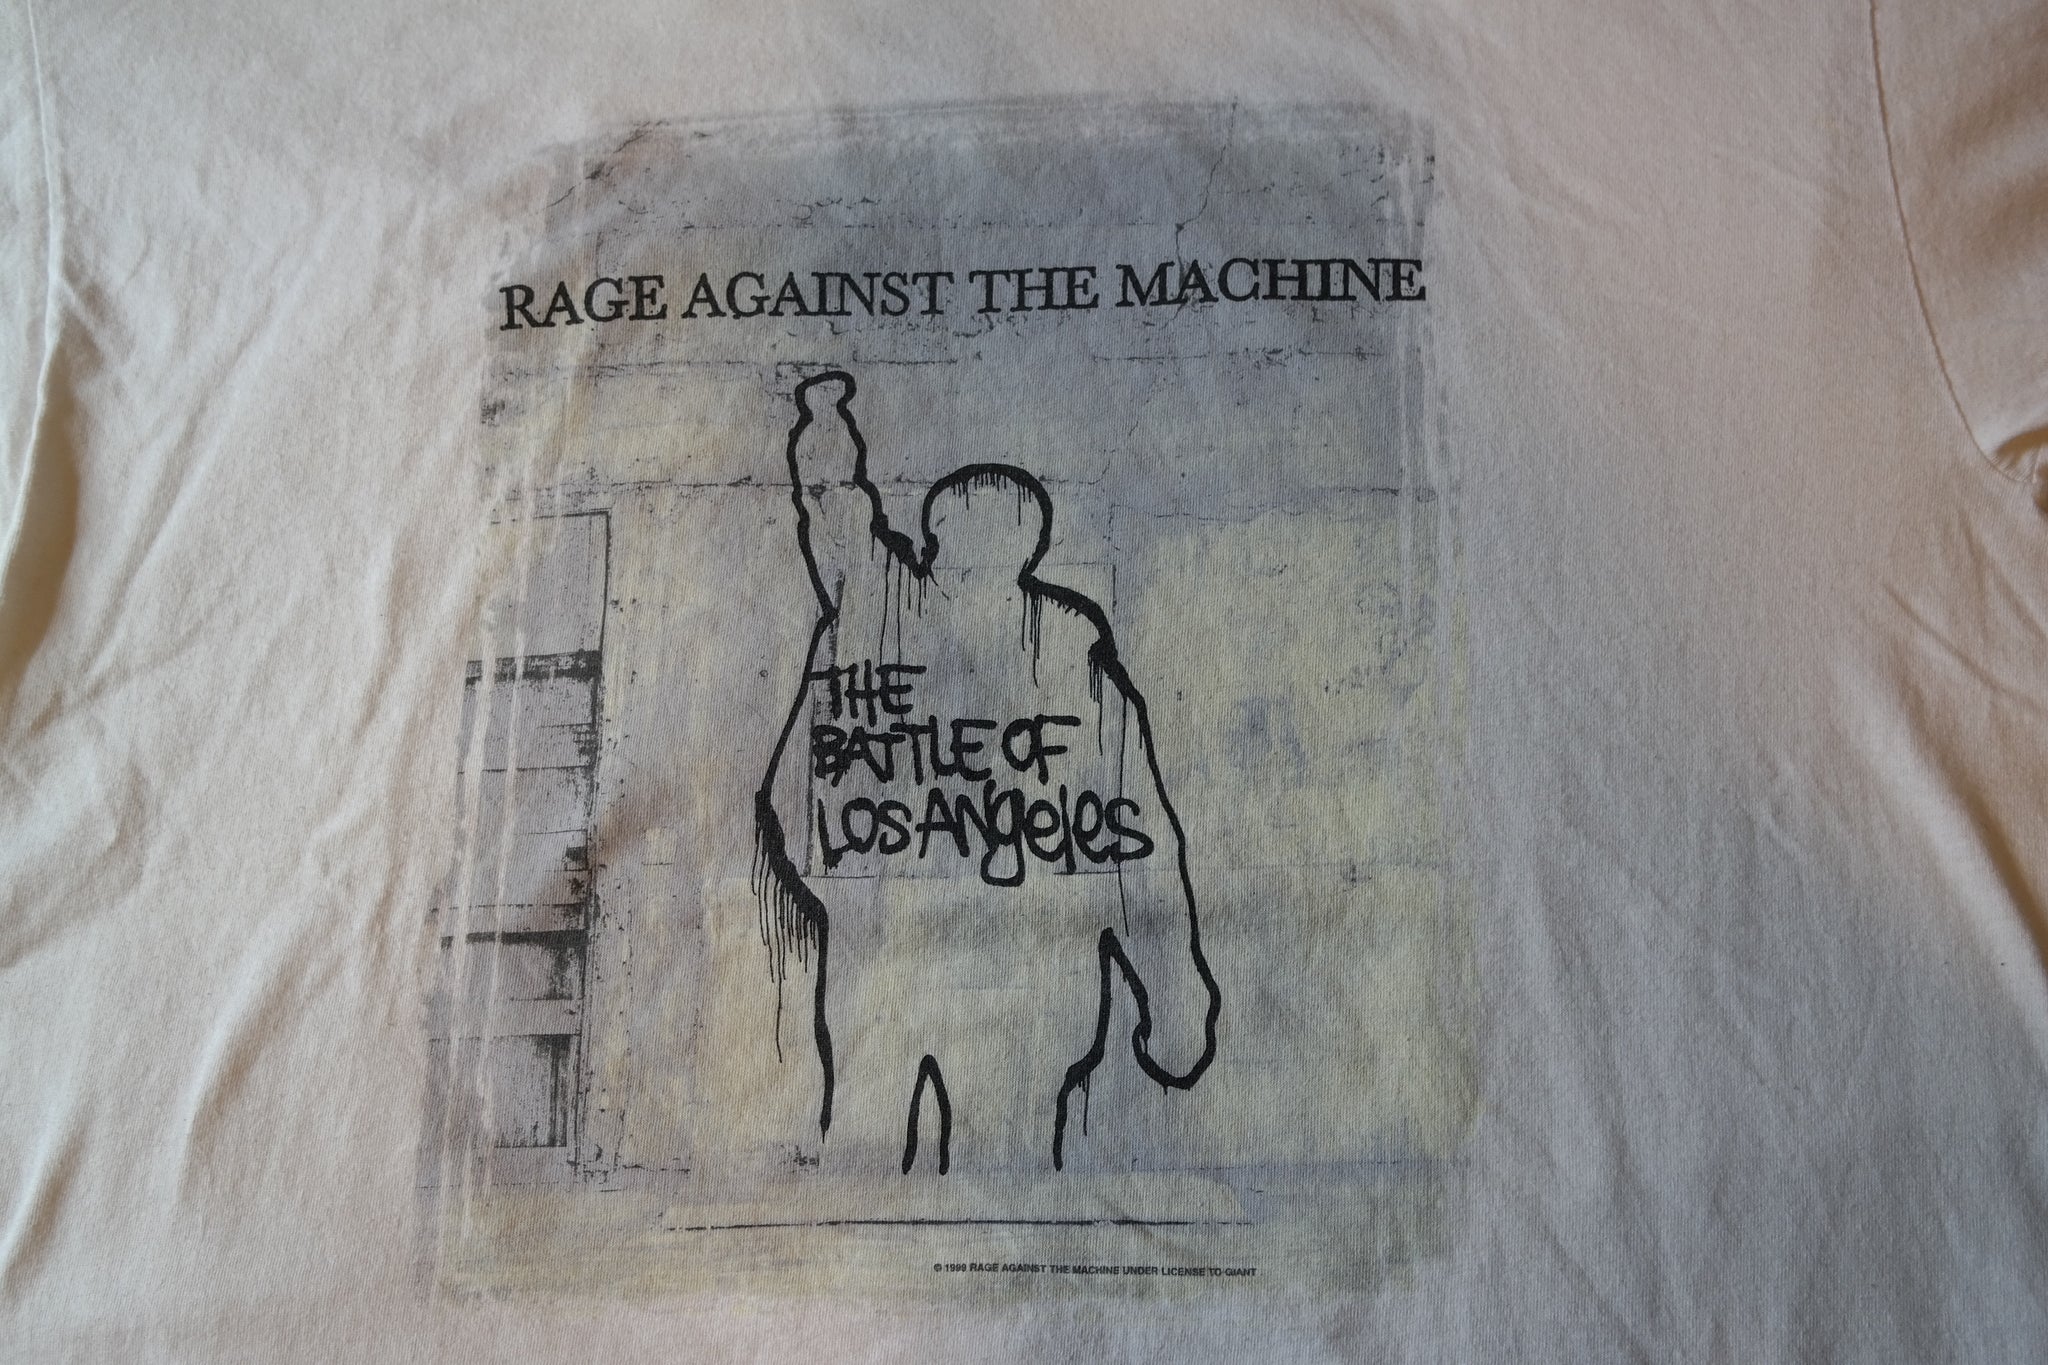 RAGE AGAINST THE MACHINE
THE
BATTLE OF
LOS ANgeles
© 1999 RAGE AGAINST THE MACHINE UNDER LICENSE TO GIANT